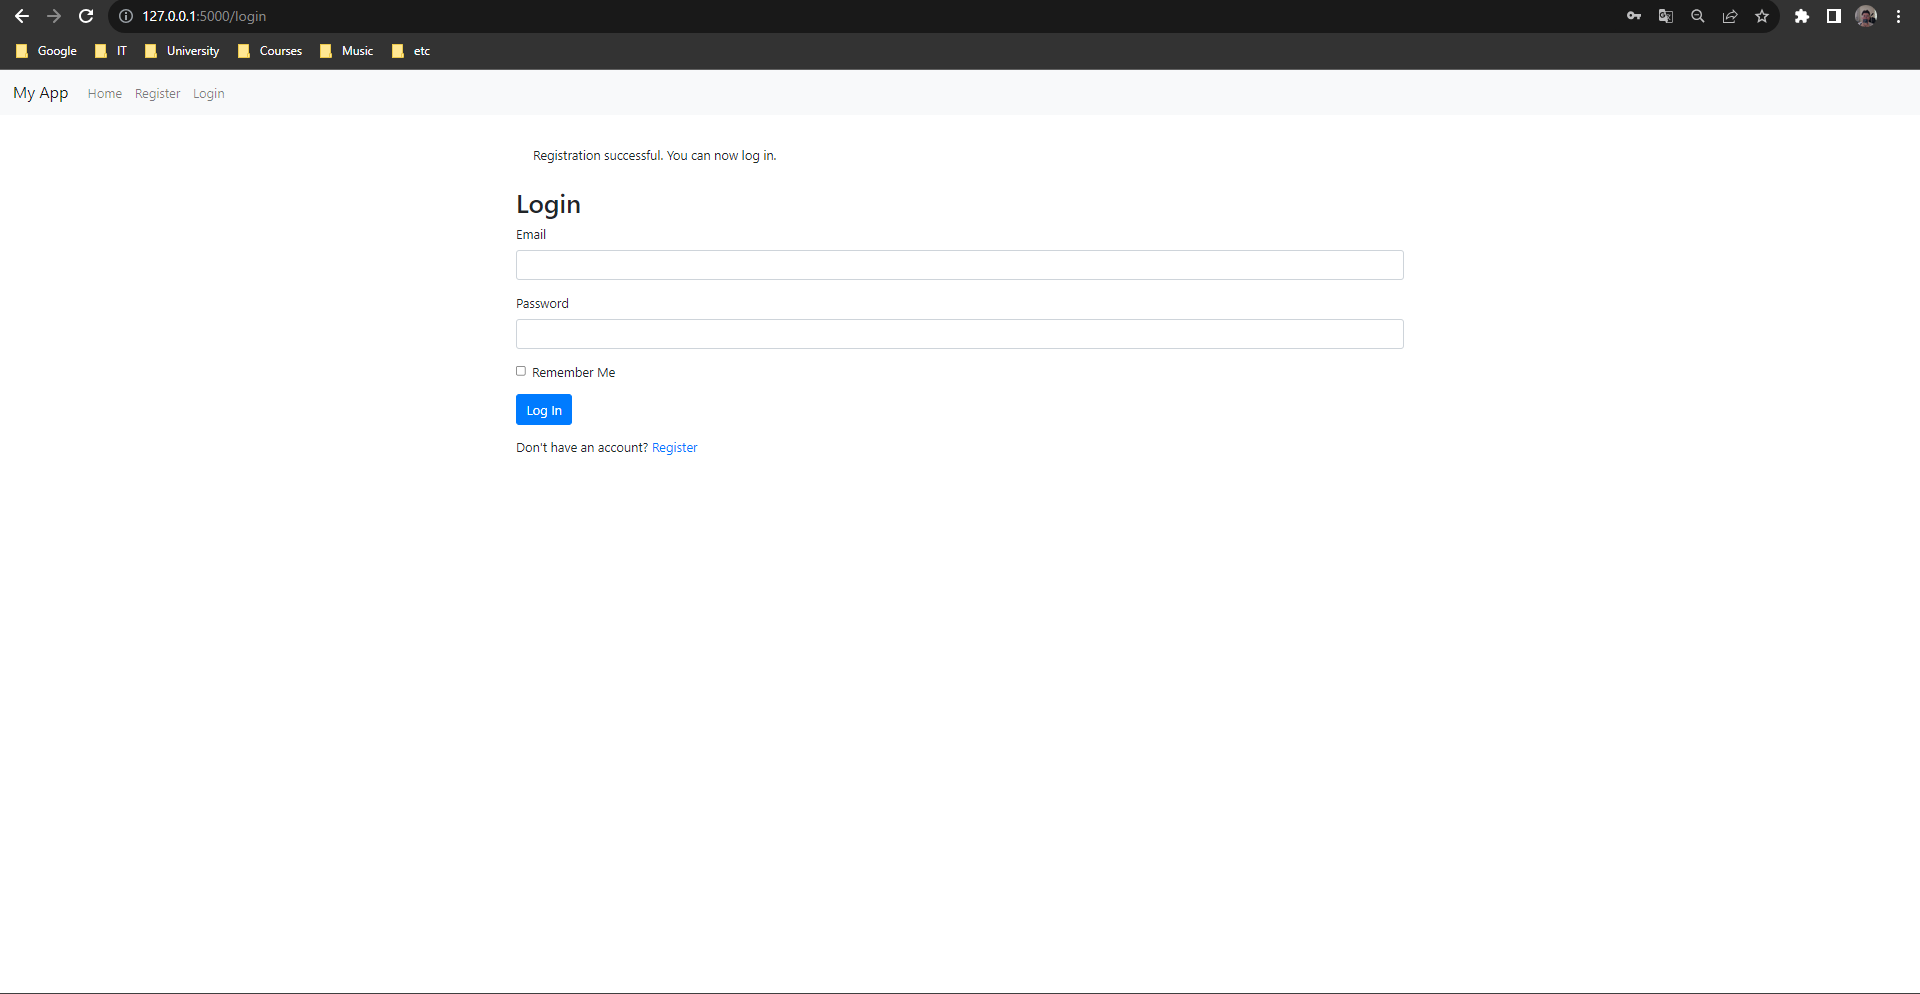 127.0.0.1:5000/login
Google IT University Courses Music etc
My App Home Register Login
Registration successful. You can now log in.
Login
Email
Password
Remember Me
Log In
Don't have an account? Register